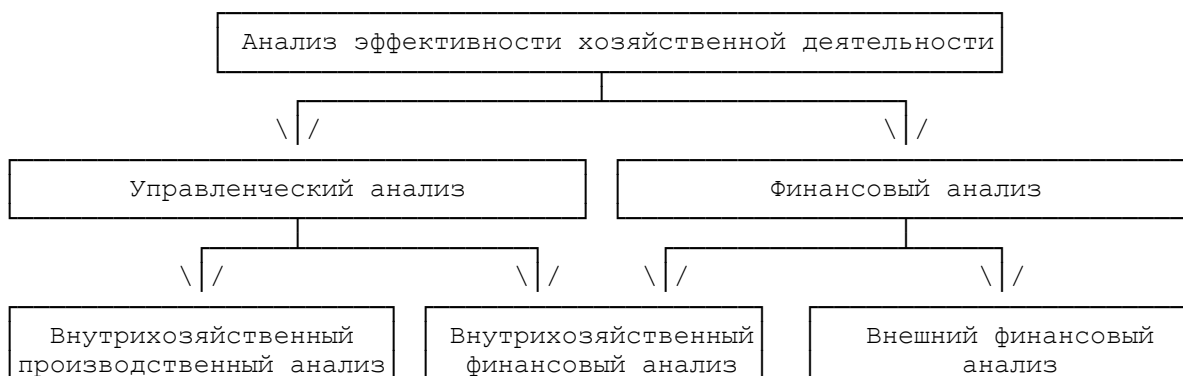 Анализ эффективности хозяйственной деятельности
Управленческий анализ
Финансовый анализ
Внутрихозяйственный
производственный анализ
Внутрихозяйственный
финансовый анализ
Внешний финансовый
анализ